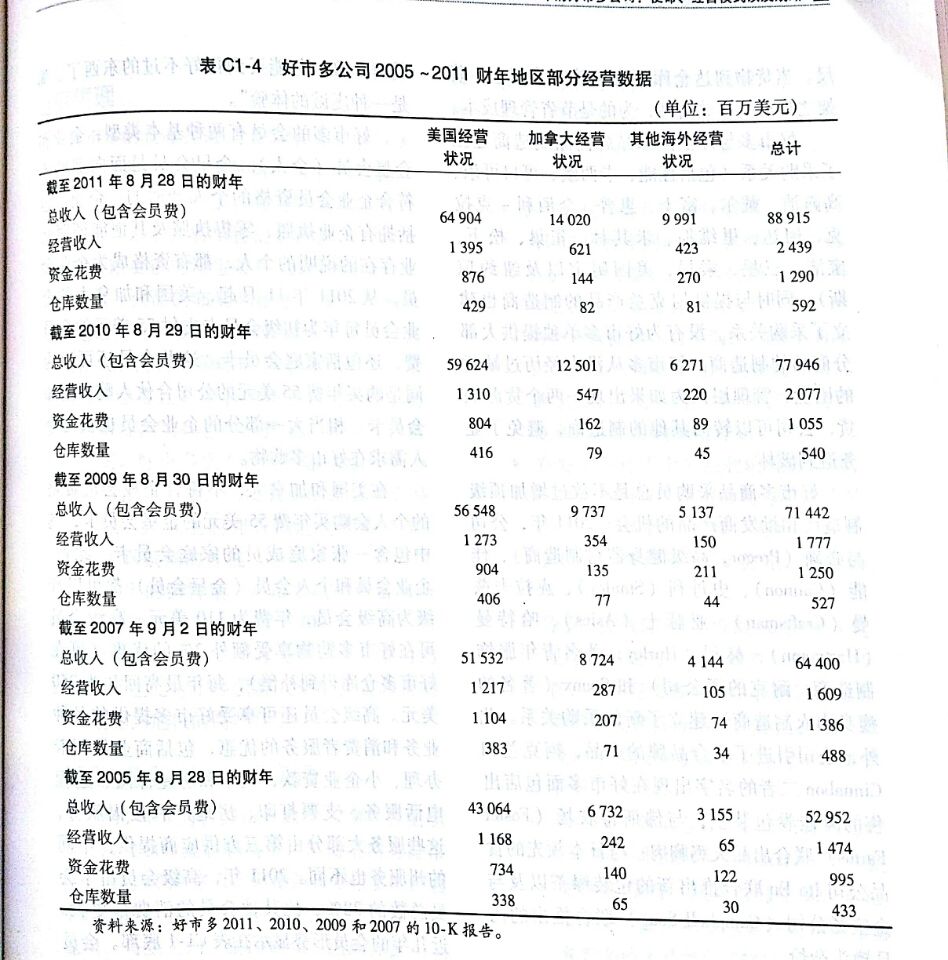 表 C1-4 好市多公司 2005 ~ 2011 财年地区部分经营数据
(单位：百万美元)
美国经营状况 加拿大经营状况 其他海外经营状况 总计
截至 2011 年 8 月 28 日的财年
总收入 (包含会员费) 64 904 14 020 9 991 88 915
经营收入 1 395 621 423 2 439
资金花费 876 144 270 1 290
仓库数量 429 82 81 592
截至 2010 年 8 月 29 日的财年
总收入 (包含会员费) 59 624 12 501 6 271 77 946
经营收入 1 310 547 220 2 077
资金花费 804 162 89 1 055
仓库数量 416 79 45 540
截至 2009 年 8 月 30 日的财年
总收入 (包含会员费) 56 548 9 737 5 137 71 442
经营收入 1 273 354 150 1 777
资金花费 904 135 211 1 250
仓库数量 406 77 44 527
截至 2007 年 9 月 2 日的财年
总收入 (包含会员费) 51 532 8 724 4 144 64 400
经营收入 1 217 287 105 1 609
资金花费 1 104 207 74 1 386
仓库数量 383 71 34 488
截至 2005 年 8 月 28 日的财年
总收入 (包含会员费) 43 064 6 732 3 155 52 952
经营收入 1 168 242 65 1 474
资金花费 734 140 122 995
仓库数量 338 65 30 433
资料来源：好市多 2011、2010、2009 和 2007 的 10-K 报告。